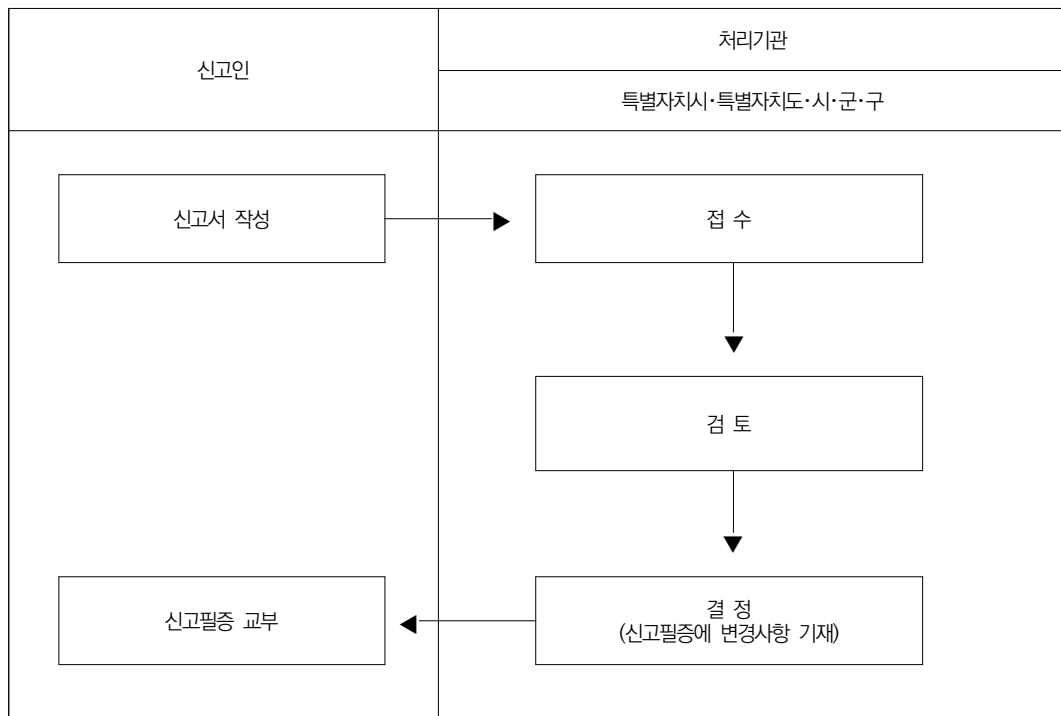 신고인
처리기관
특별자치시·특별자치도·시·군·구
신고서 작성
접 수
검 토
결 정
(신고필증에 변경사항 기재)
신고필증 교부